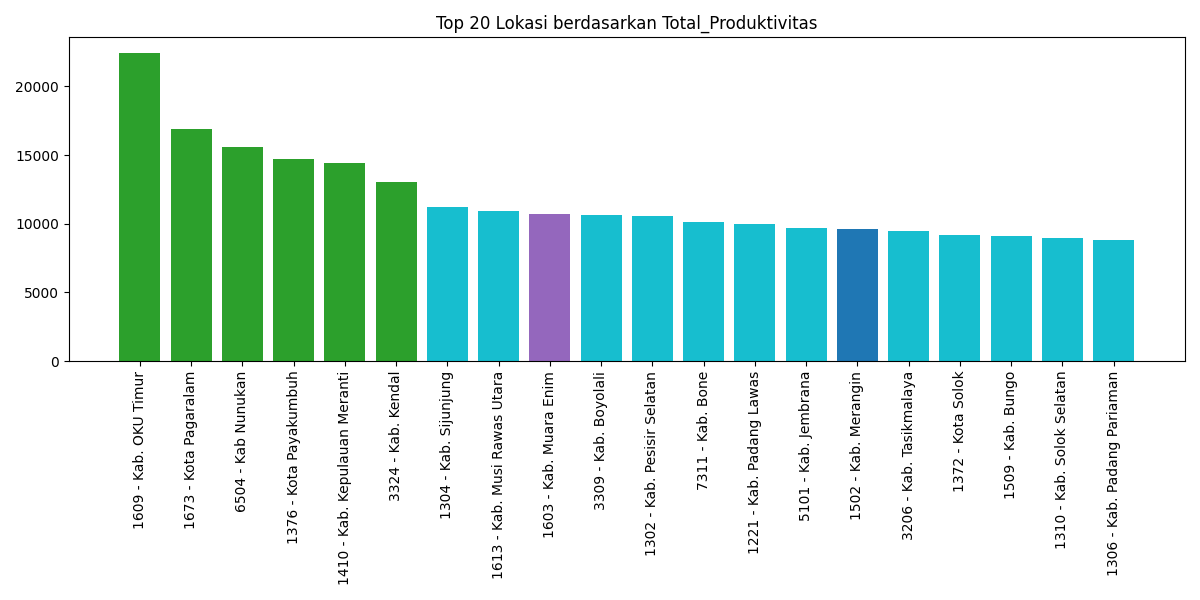 Top 20 Lokasi berdasarkan Total_Produktivitas
20000
15000
10000
5000
0
1609 - Kab. OKU Timur
1673 - Kota Pagaralam
6504 - Kab Nunukan
1376 - Kota Payakumbuh
1410 - Kab. Kepulauan Meranti
3324 - Kab. Kendal
1304 - Kab. Sijunjung
1613 - Kab. Musi Rawas Utara
1603 - Kab. Muara Enim
3309 - Kab. Boyolali
1302 - Kab. Pesisir Selatan
7311 - Kab. Bone
1221 - Kab. Padang Lawas
5101 - Kab. Jembrana
1502 - Kab. Merangin
3206 - Kab. Tasikmalaya
1372 - Kota Solok
1509 - Kab. Bungo
1310 - Kab. Solok Selatan
1306 - Kab. Padang Pariaman